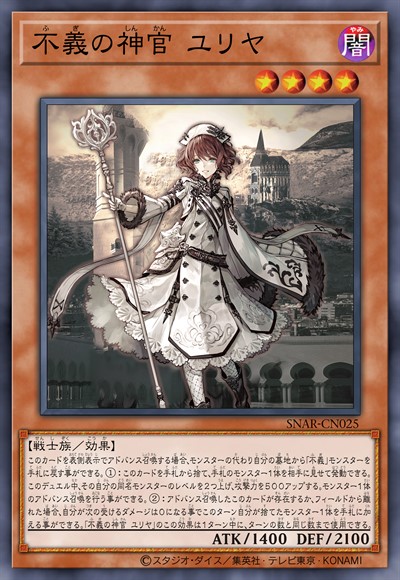 不義の神官 ユリヤ
闇
SNAR-CN025
【戦士族／効果】
このカードを表側表示でアドバンス召喚する場合、モンスターの代わり自分の墓地から「不義」モンスターを
手札に戻す事ができる。①：このカードを手札から捨て、手札のモンスター1体を相手に見せて発動できる。
このデュエル中、その自分の同名モンスターのレベルを２つ上げ、攻撃力を５００アップする。モンスター1体
のアドバンス召喚を行う事ができる。②：アドバンス召喚したこのカードが存するか、フィールドから離
れた場合、自分が次の受けるダメージは０になる事でこのターン自分が捨てたモンスター1体を手札にか
える事ができる。「不義の神官 ユリヤ」のこの効果は1ターン中に、ターンの数と同じ数まで使用できる。
ATK/1400 DEF/2100
©スタジオ・ダイス/集英社・テレビ東京・KONAMI